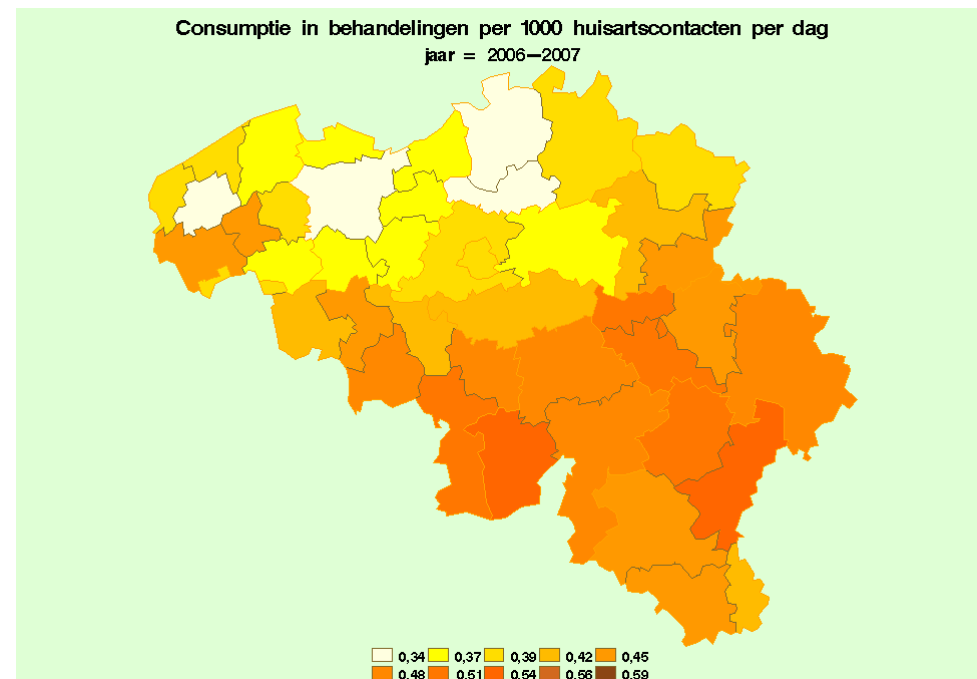 Consumptie in behandelingen per 1000 huisartscontacten per dag
jaar = 2006–2007
0,34 0,37 0,39 0,42 0,45
0,48 0,51 0,54 0,56 0,59